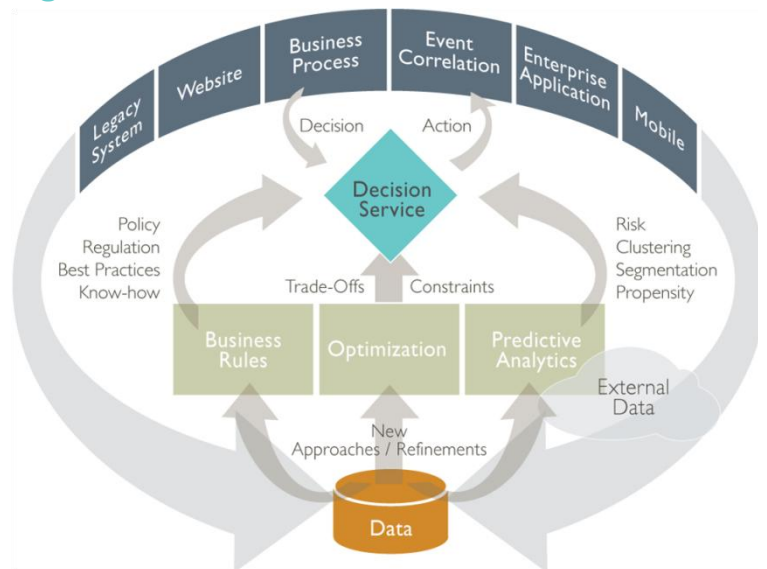 Legacy
System
Website
Business
Process
Event
Correlation
Enterprise
Application
Mobile
Decision
Action
Decision
Service
Policy
Regulation
Best Practices
Know-how
Risk
Clustering
Segmentation
Propensity
Trade-Offs
Constraints
Business
Rules
Optimization
Predictive
Analytics
External
Data
New
Approaches / Refinements
Data